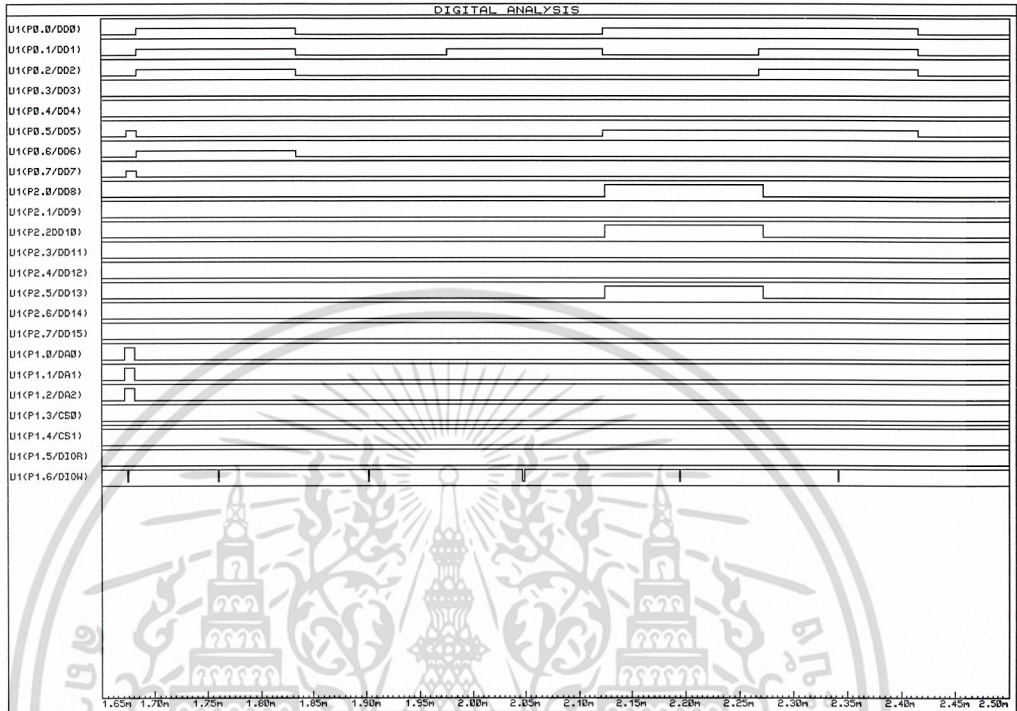 DIGITAL ANALYSIS
U1(P0.0/DD0)
U1(P0.1/DD1)
U1(P0.2/DD2)
U1(P0.3/DD3)
U1(P0.4/DD4)
U1(P0.5/DD5)
U1(P0.6/DD6)
U1(P0.7/DD7)
U1(P2.0/DD8)
U1(P2.1/DD9)
U1(P2.2DD10)
U1(P2.3/DD11)
U1(P2.4/DD12)
U1(P2.5/DD13)
U1(P2.6/DD14)
U1(P2.7/DD15)
U1(P1.0/DA0)
U1(P1.1/DA1)
U1(P1.2/DA2)
U1(P1.3/CS0)
U1(P1.4/CS1)
U1(P1.5/DIOR)
U1(P1.6/DIOW)
1.65m 1.70m 1.75m 1.80m 1.85m 1.90m 1.95m 2.00m 2.05m 2.10m 2.15m 2.20m 2.25m 2.30m 2.35m 2.40m 2.45m 2.50m